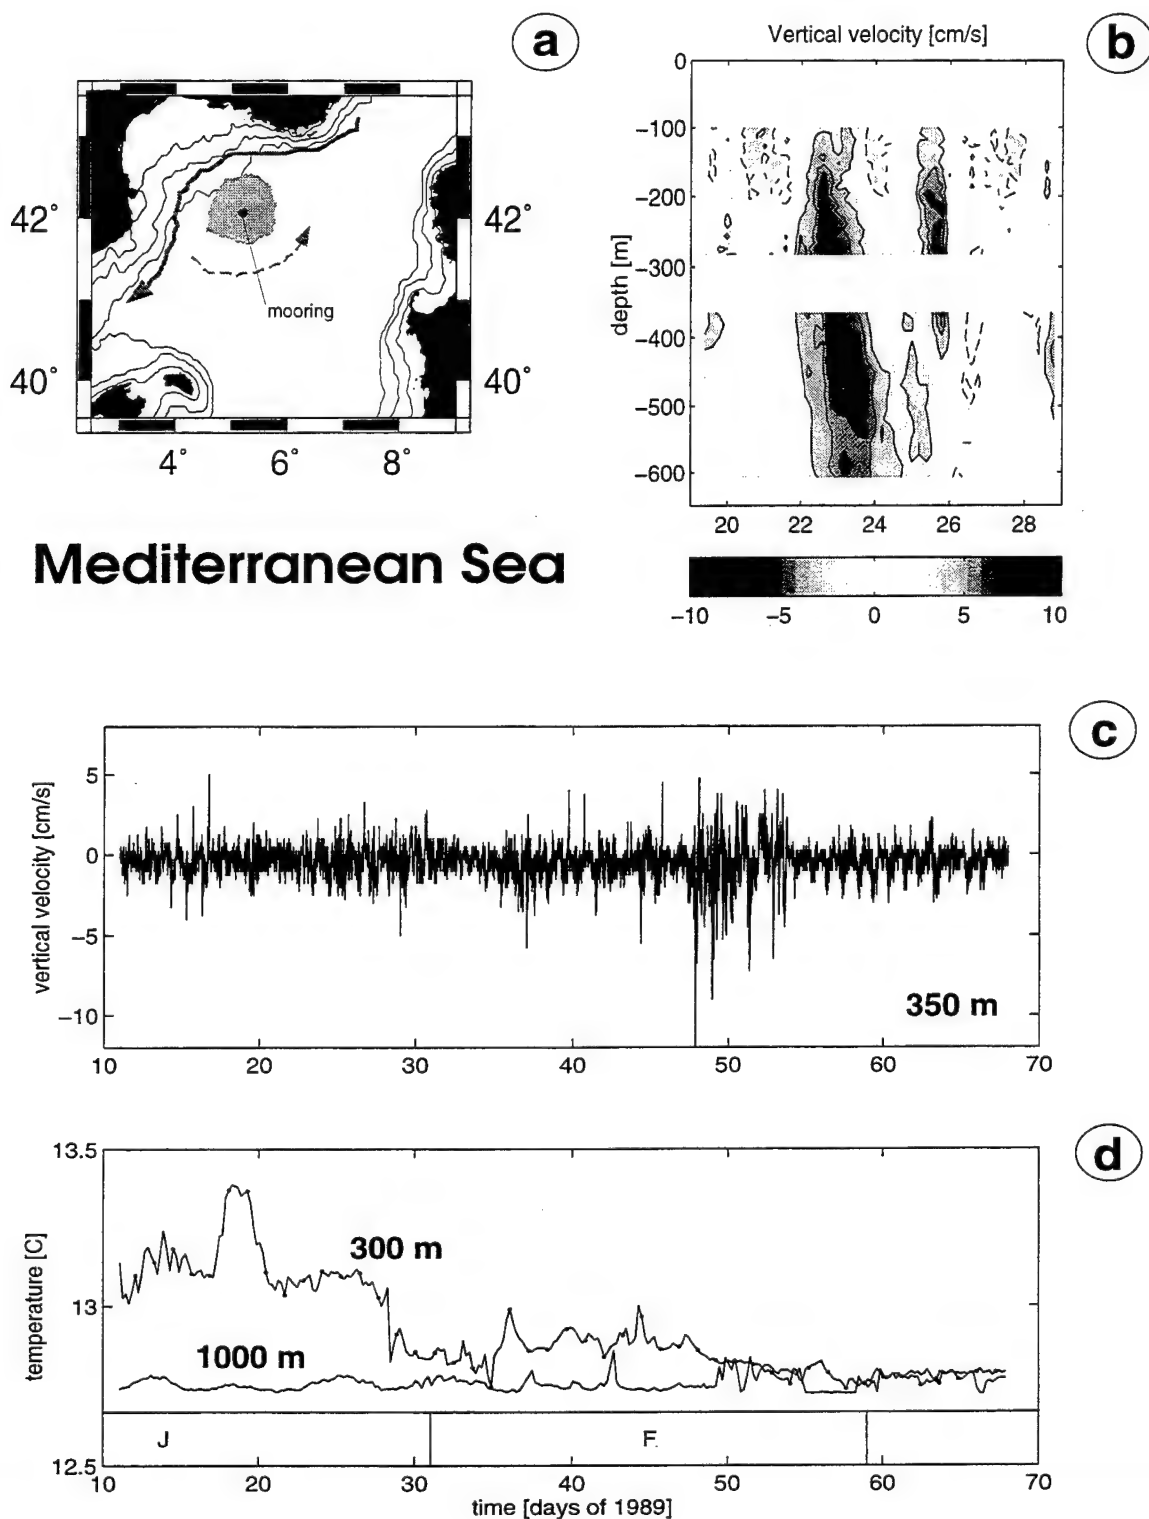 a
42°
42°
40°
40°
4°
6°
8°
mooring
Mediterranean Sea
b
Vertical velocity [cm/s]
0
−100
−200
−300
−400
−500
−600
depth [m]
20
22
24
26
28
−10
−5
0
5
10
c
vertical velocity [cm/s]
5
0
−5
−10
350 m
10
20
30
40
50
60
70
d
temperature [C]
13.5
13
12.5
300 m
1000 m
J
F
10
20
30
40
50
60
70
time [days of 1989]